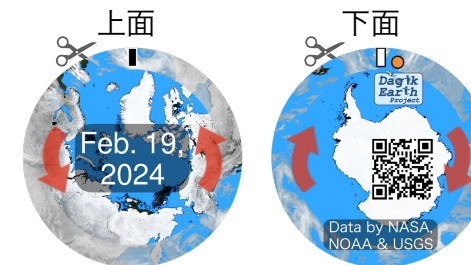 上面
下面
Feb. 19,
2024
Dagik
Earth
Project
Data by NASA,
NOAA & USGS